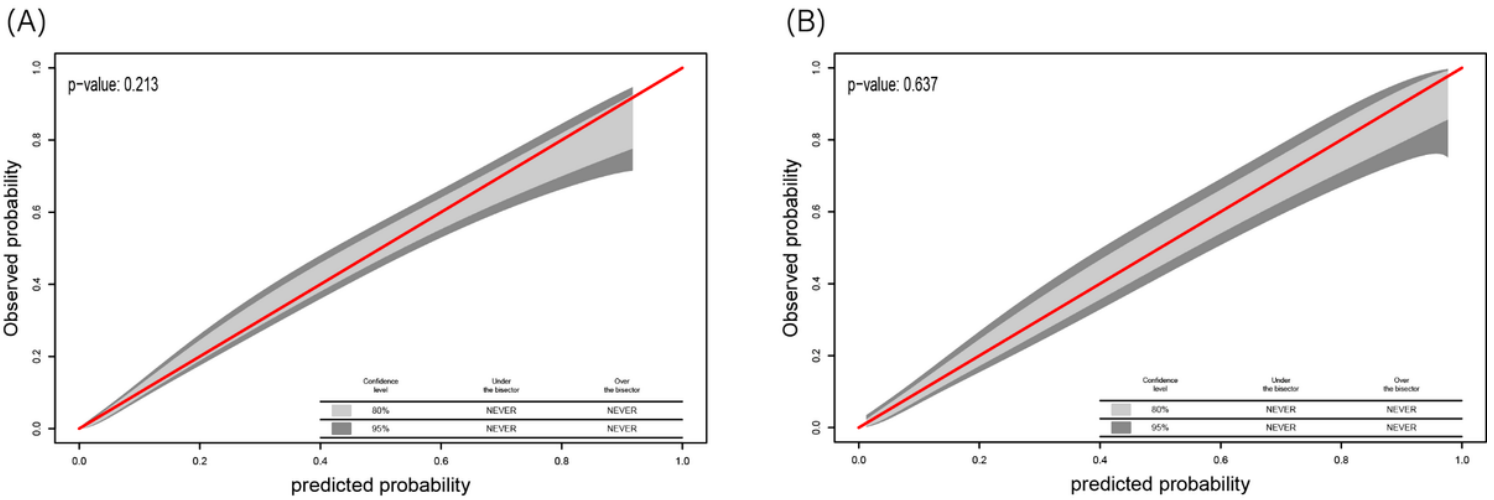 (A)
p-value: 0.213
Observed probability
1.0
0.8
0.6
0.4
0.2
0.0
Confidence level Under the bisector Over the bisector
80% NEVER NEVER
95% NEVER NEVER
0.0 0.2 0.4 0.6 0.8 1.0
predicted probability
(B)
p-value: 0.637
Observed probability
1.0
0.8
0.6
0.4
0.2
0.0
Confidence level Under the bisector Over the bisector
80% NEVER NEVER
95% NEVER NEVER
0.0 0.2 0.4 0.6 0.8 1.0
predicted probability